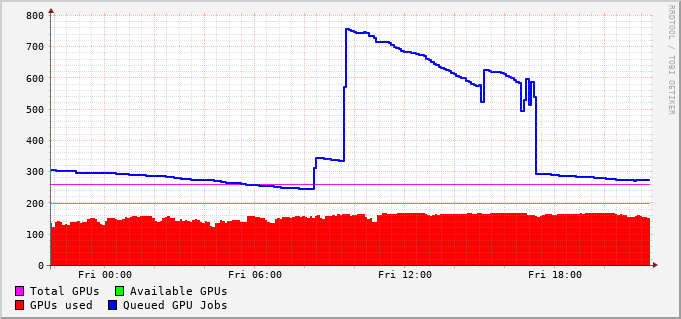 800
700
600
500
400
300
200
100
0
Fri 00:00 Fri 06:00 Fri 12:00 Fri 18:00
Total GPUs Available GPUs
GPUs used Queued GPU Jobs
RRDTOOL / TOBI OETIKER